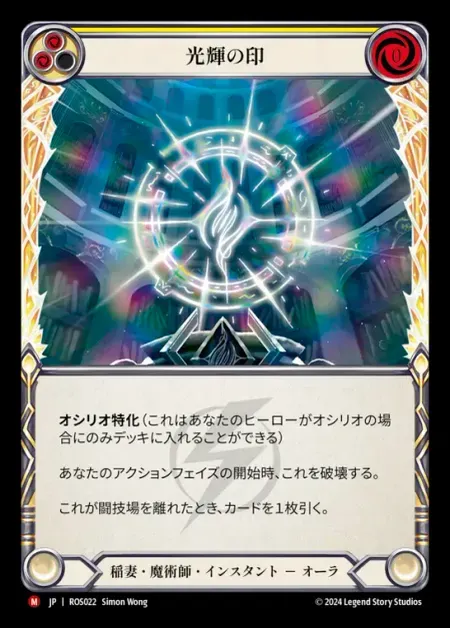 光輝の印
0
オシリオ特化(これはあなたのヒーローがオシリオの場
合にのみデッキに入れることができる)
あなたのアクションフェイズの開始時、これを破壊する。
これが闘技場を離れたとき、カードを1枚引く。
稲妻・魔術師・インスタント － オーラ
M JP | ROS022 Simon Wong
© 2024 Legend Story Studios